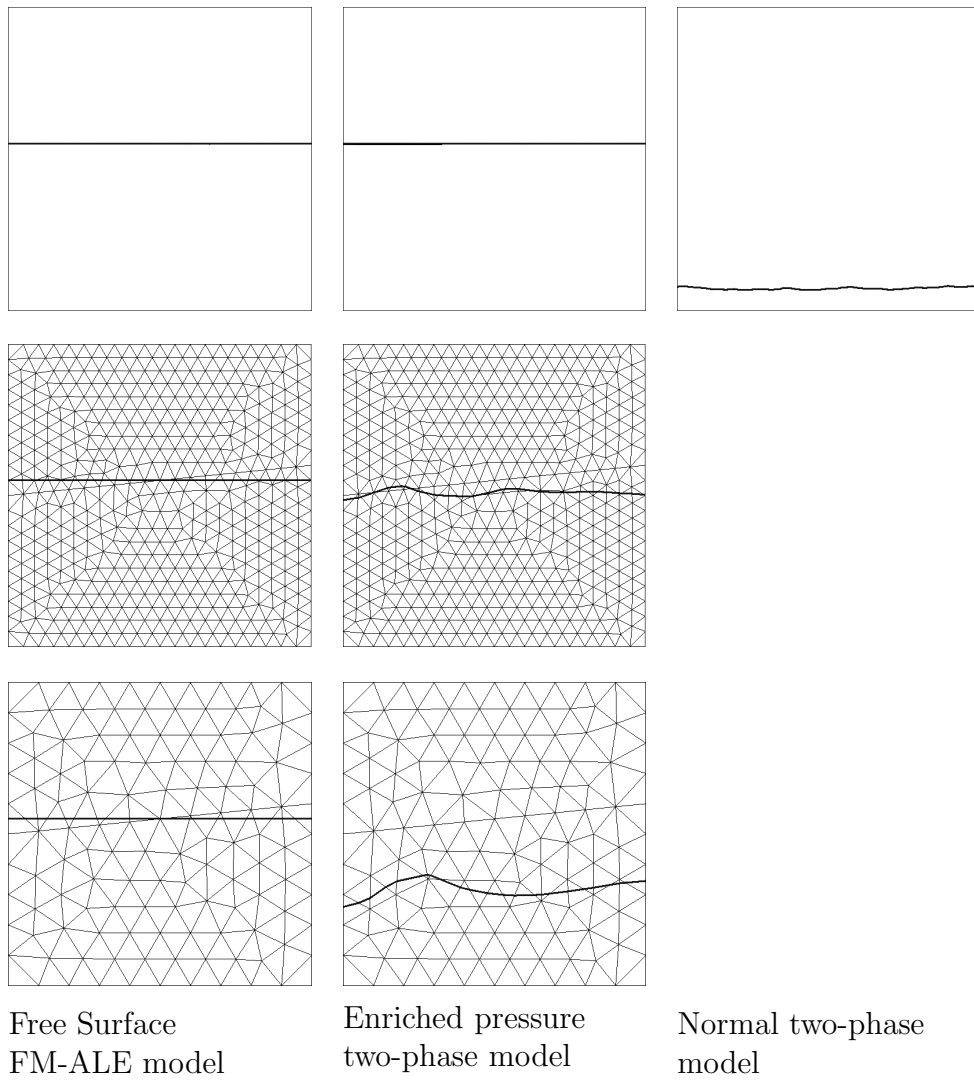 Free Surface
FM-ALE model
Enriched pressure
two-phase model
Normal two-phase
model